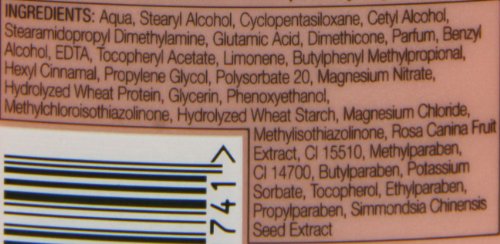 INGREDIENTS: Aqua, Stearyl Alcohol, Cyclopentasiloxane, Cetyl Alcohol,
Stearamidopropyl Dimethylamine, Glutamic Acid, Dimethicone, Parfum, Benzyl
Alcohol, EDTA, Tocopheryl Acetate, Limonene, Butylphenyl Methylpropional,
Hexyl Cinnamal, Propylene Glycol, Polysorbate 20, Magnesium Nitrate,
Hydrolyzed Wheat Protein, Glycerin, Phenoxyethanol,
Methylchloroisothiazolinone, Hydrolyzed Wheat Starch, Magnesium Chloride,
Methylisothiazolinone, Rosa Canina Fruit
Extract, CI 15510, Methylparaben,
CI 14700, Butylparaben, Potassium
Sorbate, Tocopherol, Ethylparaben,
Propylparaben, Simmondsia Chinensis
Seed Extract
741>